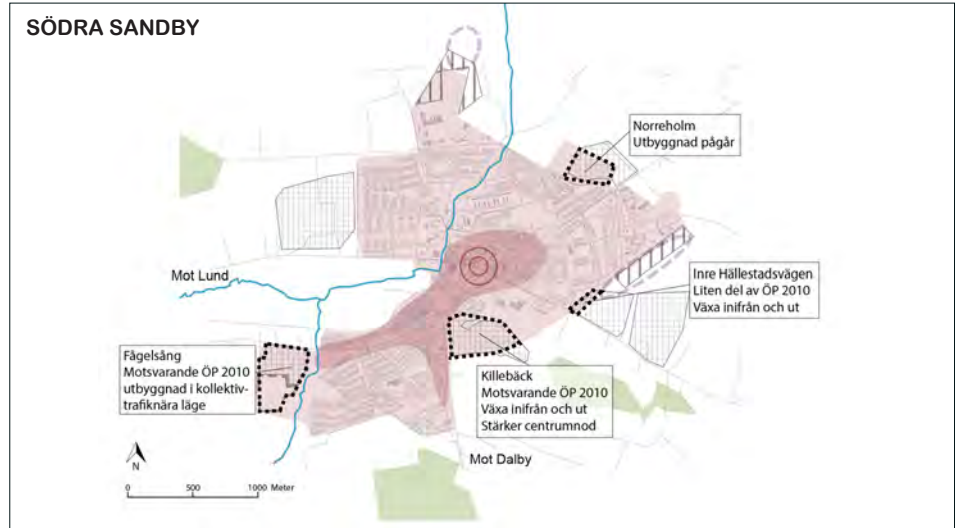 SÖDRA SANDBY
Norreholm
Utbyggnad pågår
Mot Lund
Inre Hällestadsvägen
Liten del av ÖP 2010
Växa inifrån och ut
Fågelsång
Motsvarande ÖP 2010
utbyggnad i kollektiv-
trafiknära läge
Killebäck
Motsvarande ÖP 2010
Växa inifrån och ut
Stärker centrumnod
Mot Dalby
N
0 500 1000 Meter